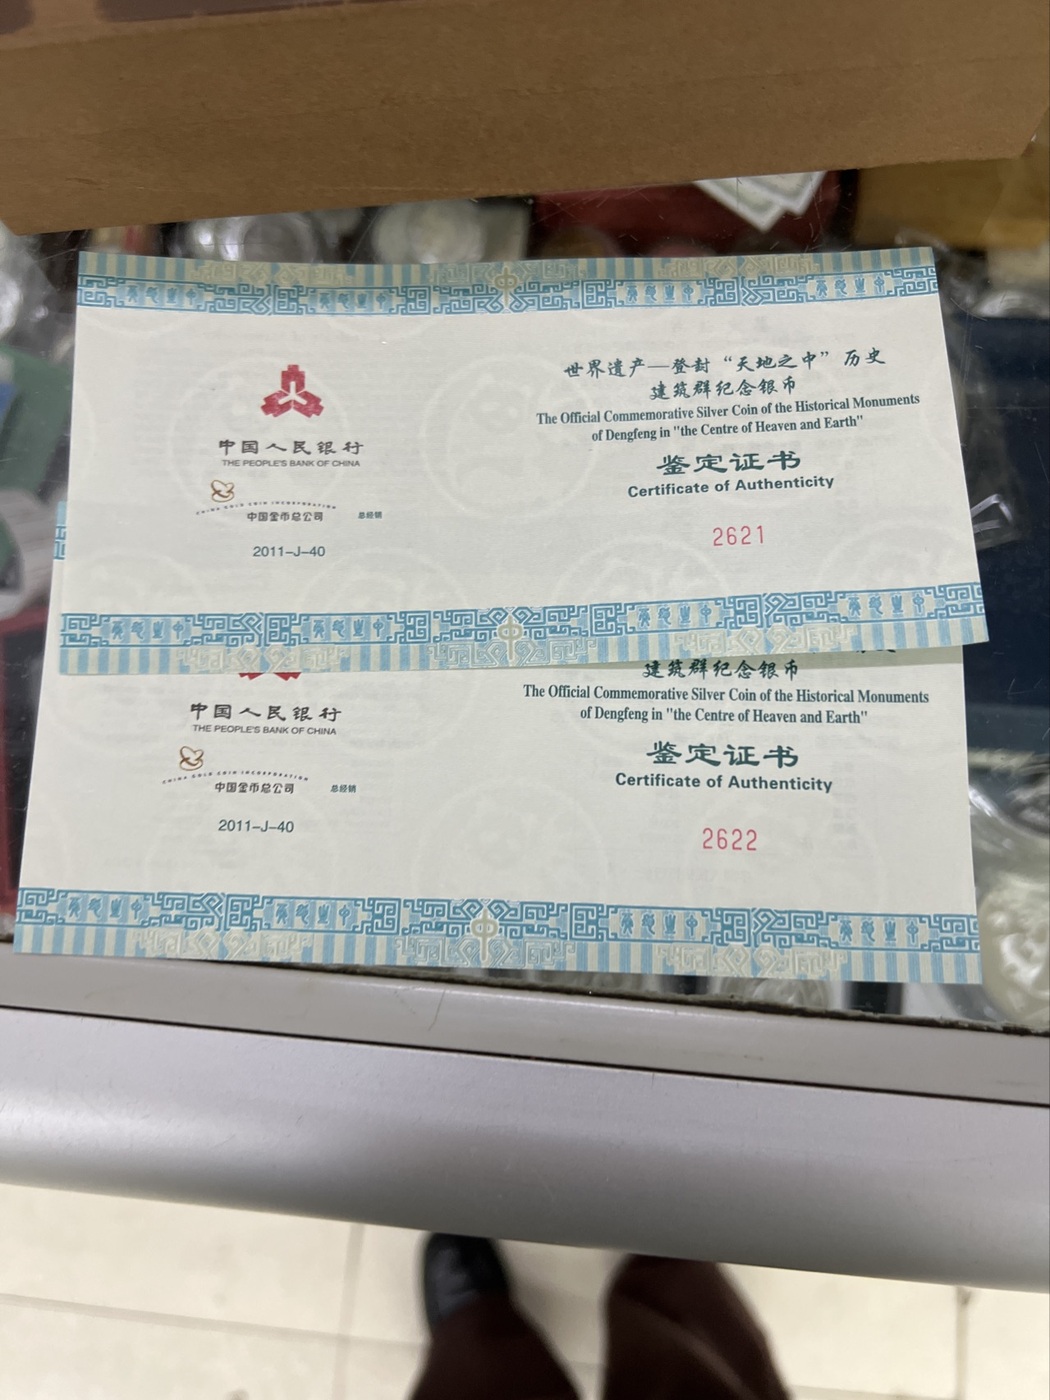 中国人民银行
THE PEOPLE'S BANK OF CHINA
CHINA GOLD COIN INCORPORATION
中国金币总公司 总经销
2011-J-40
世界遗产—登封“天地之中”历史
建筑群纪念银币
The Official Commemorative Silver Coin of the Historical Monuments
of Dengfeng in "the Centre of Heaven and Earth"
鉴定证书
Certificate of Authenticity
2621
中国人民银行
THE PEOPLE'S BANK OF CHINA
CHINA GOLD COIN INCORPORATION
中国金币总公司 总经销
2011-J-40
建筑群纪念银币
The Official Commemorative Silver Coin of the Historical Monuments
of Dengfeng in "the Centre of Heaven and Earth"
鉴定证书
Certificate of Authenticity
2622